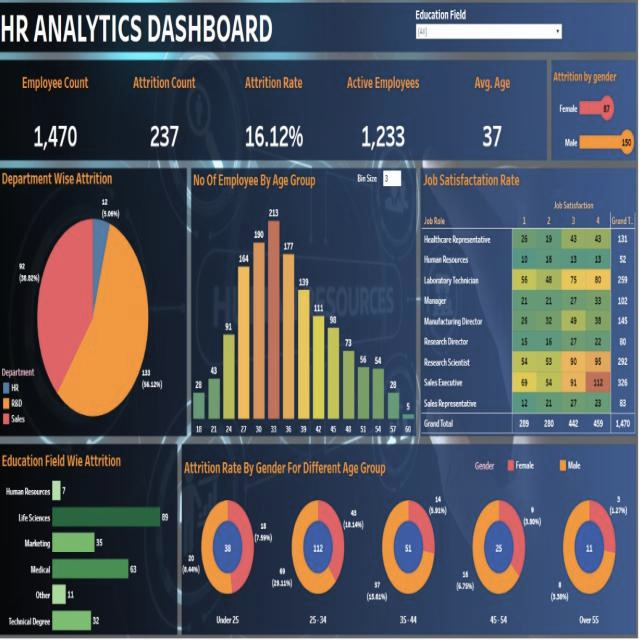 HR ANALYTICS DASHBOARD
Education Field
(All)
Employee Count
Attrition Count
Attrition Rate
Active Employees
Avg. Age
Attrition by gender
1,470
237
16.12%
1,233
37
Female 87
Male 150
Department Wise Attrition
12
(5.06%)
92
(38.82%)
133
(56.12%)
Department
HR
R&D
Sales
No Of Employee By Age Group
Bin Size 3
28 43 91 164 190 213 177 139 111 98 73 56 54 28 5
18 21 24 27 30 33 36 39 42 45 48 51 54 57 60
Job Satisfactation Rate
Job Satisfaction
Job Role 1 2 3 4 Grand T..
Healthcare Representative 26 19 43 43 131
Human Resources 10 16 13 13 52
Laboratory Technician 56 48 75 80 259
Manager 21 21 27 33 102
Manufacturing Director 26 32 49 38 145
Research Director 15 16 27 22 80
Research Scientist 54 53 90 95 292
Sales Executive 69 54 91 112 326
Sales Representative 12 21 27 23 83
Grand Total 289 280 442 459 1,470
Education Field Wie Attrition
Human Resources 7
Life Sciences 89
Marketing 35
Medical 63
Other 11
Technical Degree 32
Attrition Rate By Gender For Different Age Group
Gender Female Male
38
18
(7.59%)
20
(8.44%)
Under 25
112
43
(18.14%)
69
(29.11%)
25 - 34
51
14
(5.91%)
37
(15.61%)
35 - 44
25
9
(3.80%)
16
(6.75%)
45 - 54
11
3
(1.27%)
8
(3.38%)
Over 55